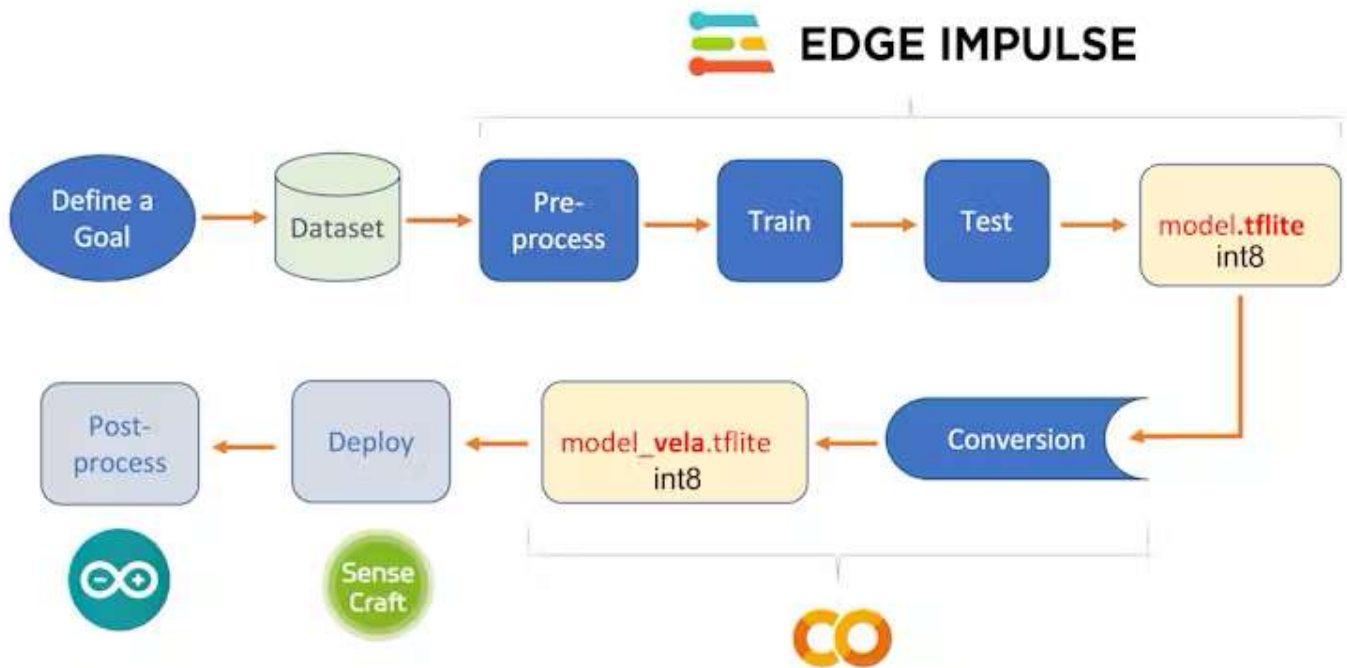 EDGE IMPULSE
Define a
Goal
Dataset
Pre-
process
Train
Test
model.tflite
int8
Post-
process
Deploy
model_vela.tflite
int8
Conversion
Sense
Craft